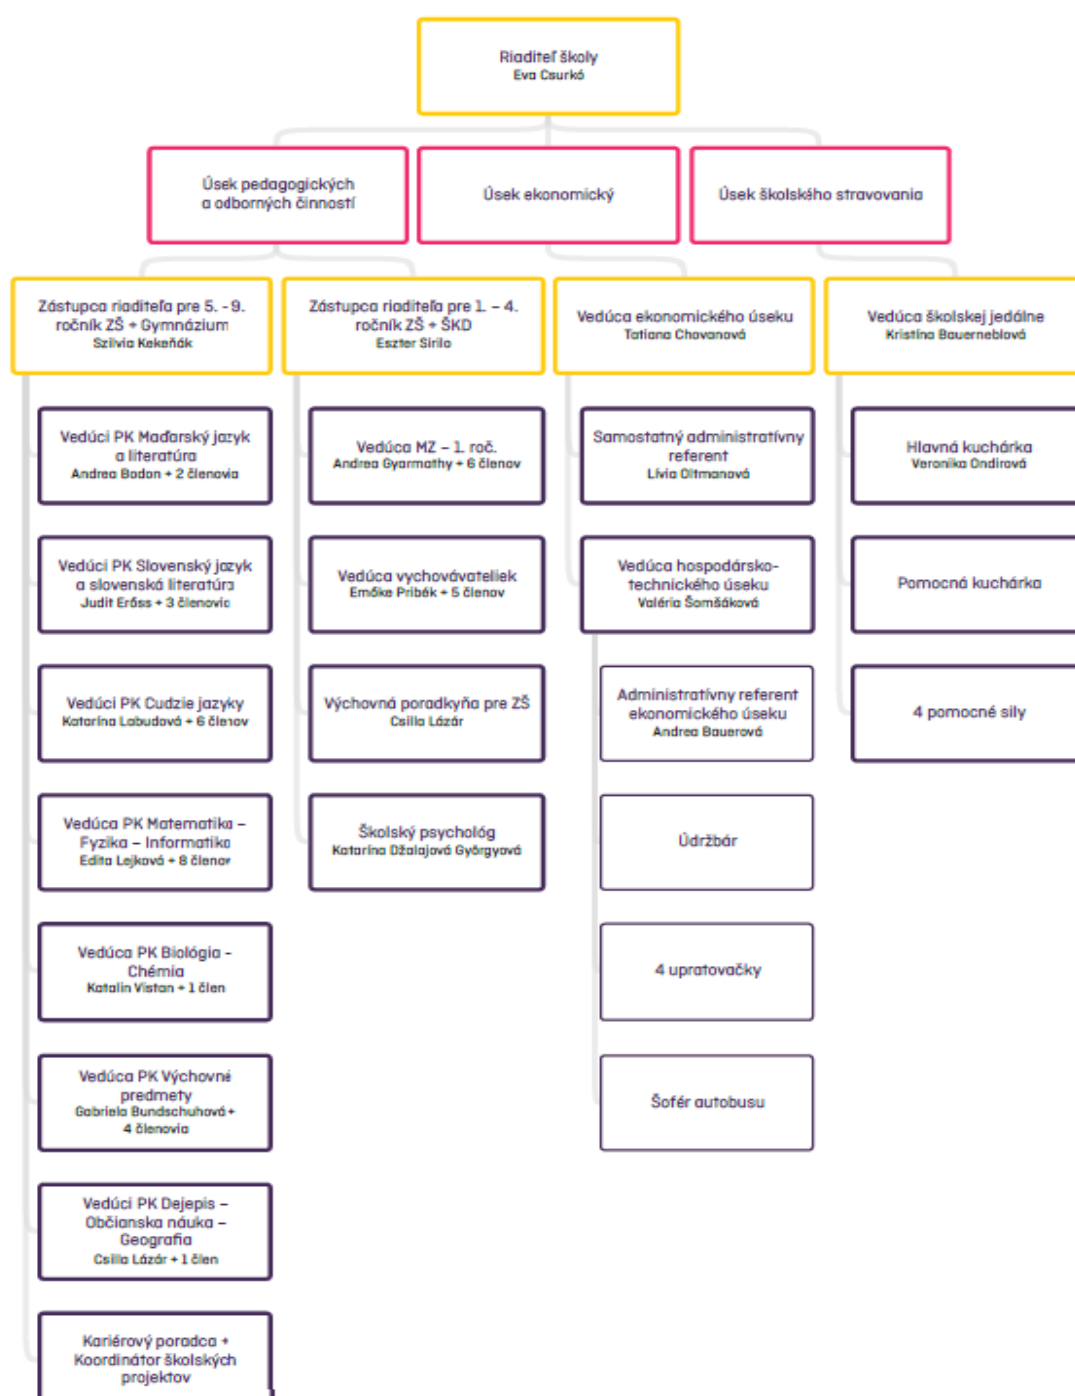 Riaditeľ školy
Eva Csurkó
Úsek pedagogických
a odborných činností
Úsek ekonomický
Úsek školského stravovania
Zástupca riaditeľa pre 5. - 9.
ročník ZŠ + Gymnázium
Szilvia Kekeňák
Zástupca riaditeľa pre 1. – 4.
ročník ZŠ + ŠKD
Eszter Sirila
Vedúca ekonomického úseku
Tatiana Chovanová
Vedúca školskej jedálne
Kristína Bauerneblová
Vedúci PK Maďarský jazyk
a literatúra
Andrea Bodon + 2 členovia
Vedúci PK Slovenský jazyk
a slovenská literatúra
Judit Erőss + 3 členovia
Vedúci PK Cudzie jazyky
Katarína Labudová + 6 členov
Vedúca PK Matematika –
Fyzika – Informatika
Edita Lejková + 8 členov
Vedúca PK Biológia -
Chémia
Katalin Vistan + 1 člen
Vedúca PK Výchovné
predmety
Gabriela Bundschuhová +
4 členovia
Vedúci PK Dejepis –
Občianska náuka –
Geografia
Csilla Lázár + 1 člen
Kariérový poradca +
Koordinátor školských
projektov
Vedúca MZ – 1. roč.
Andrea Gyarmathy + 6 členov
Vedúca vychovávateliek
Emőke Pribék + 5 členov
Výchovná poradkyňa pre ZŠ
Csilla Lázár
Školský psychológ
Katarína Džalajová Györgyová
Samostatný administratívny
referent
Lívia Oltmanová
Vedúca hospodársko-
technického úseku
Valéria Šomšáková
Administratívny referent
ekonomického úseku
Andrea Bauerová
Údržbár
4 upratovačky
Šofér autobusu
Hlavná kuchárka
Veronika Ondirová
Pomocná kuchárka
4 pomocné sily